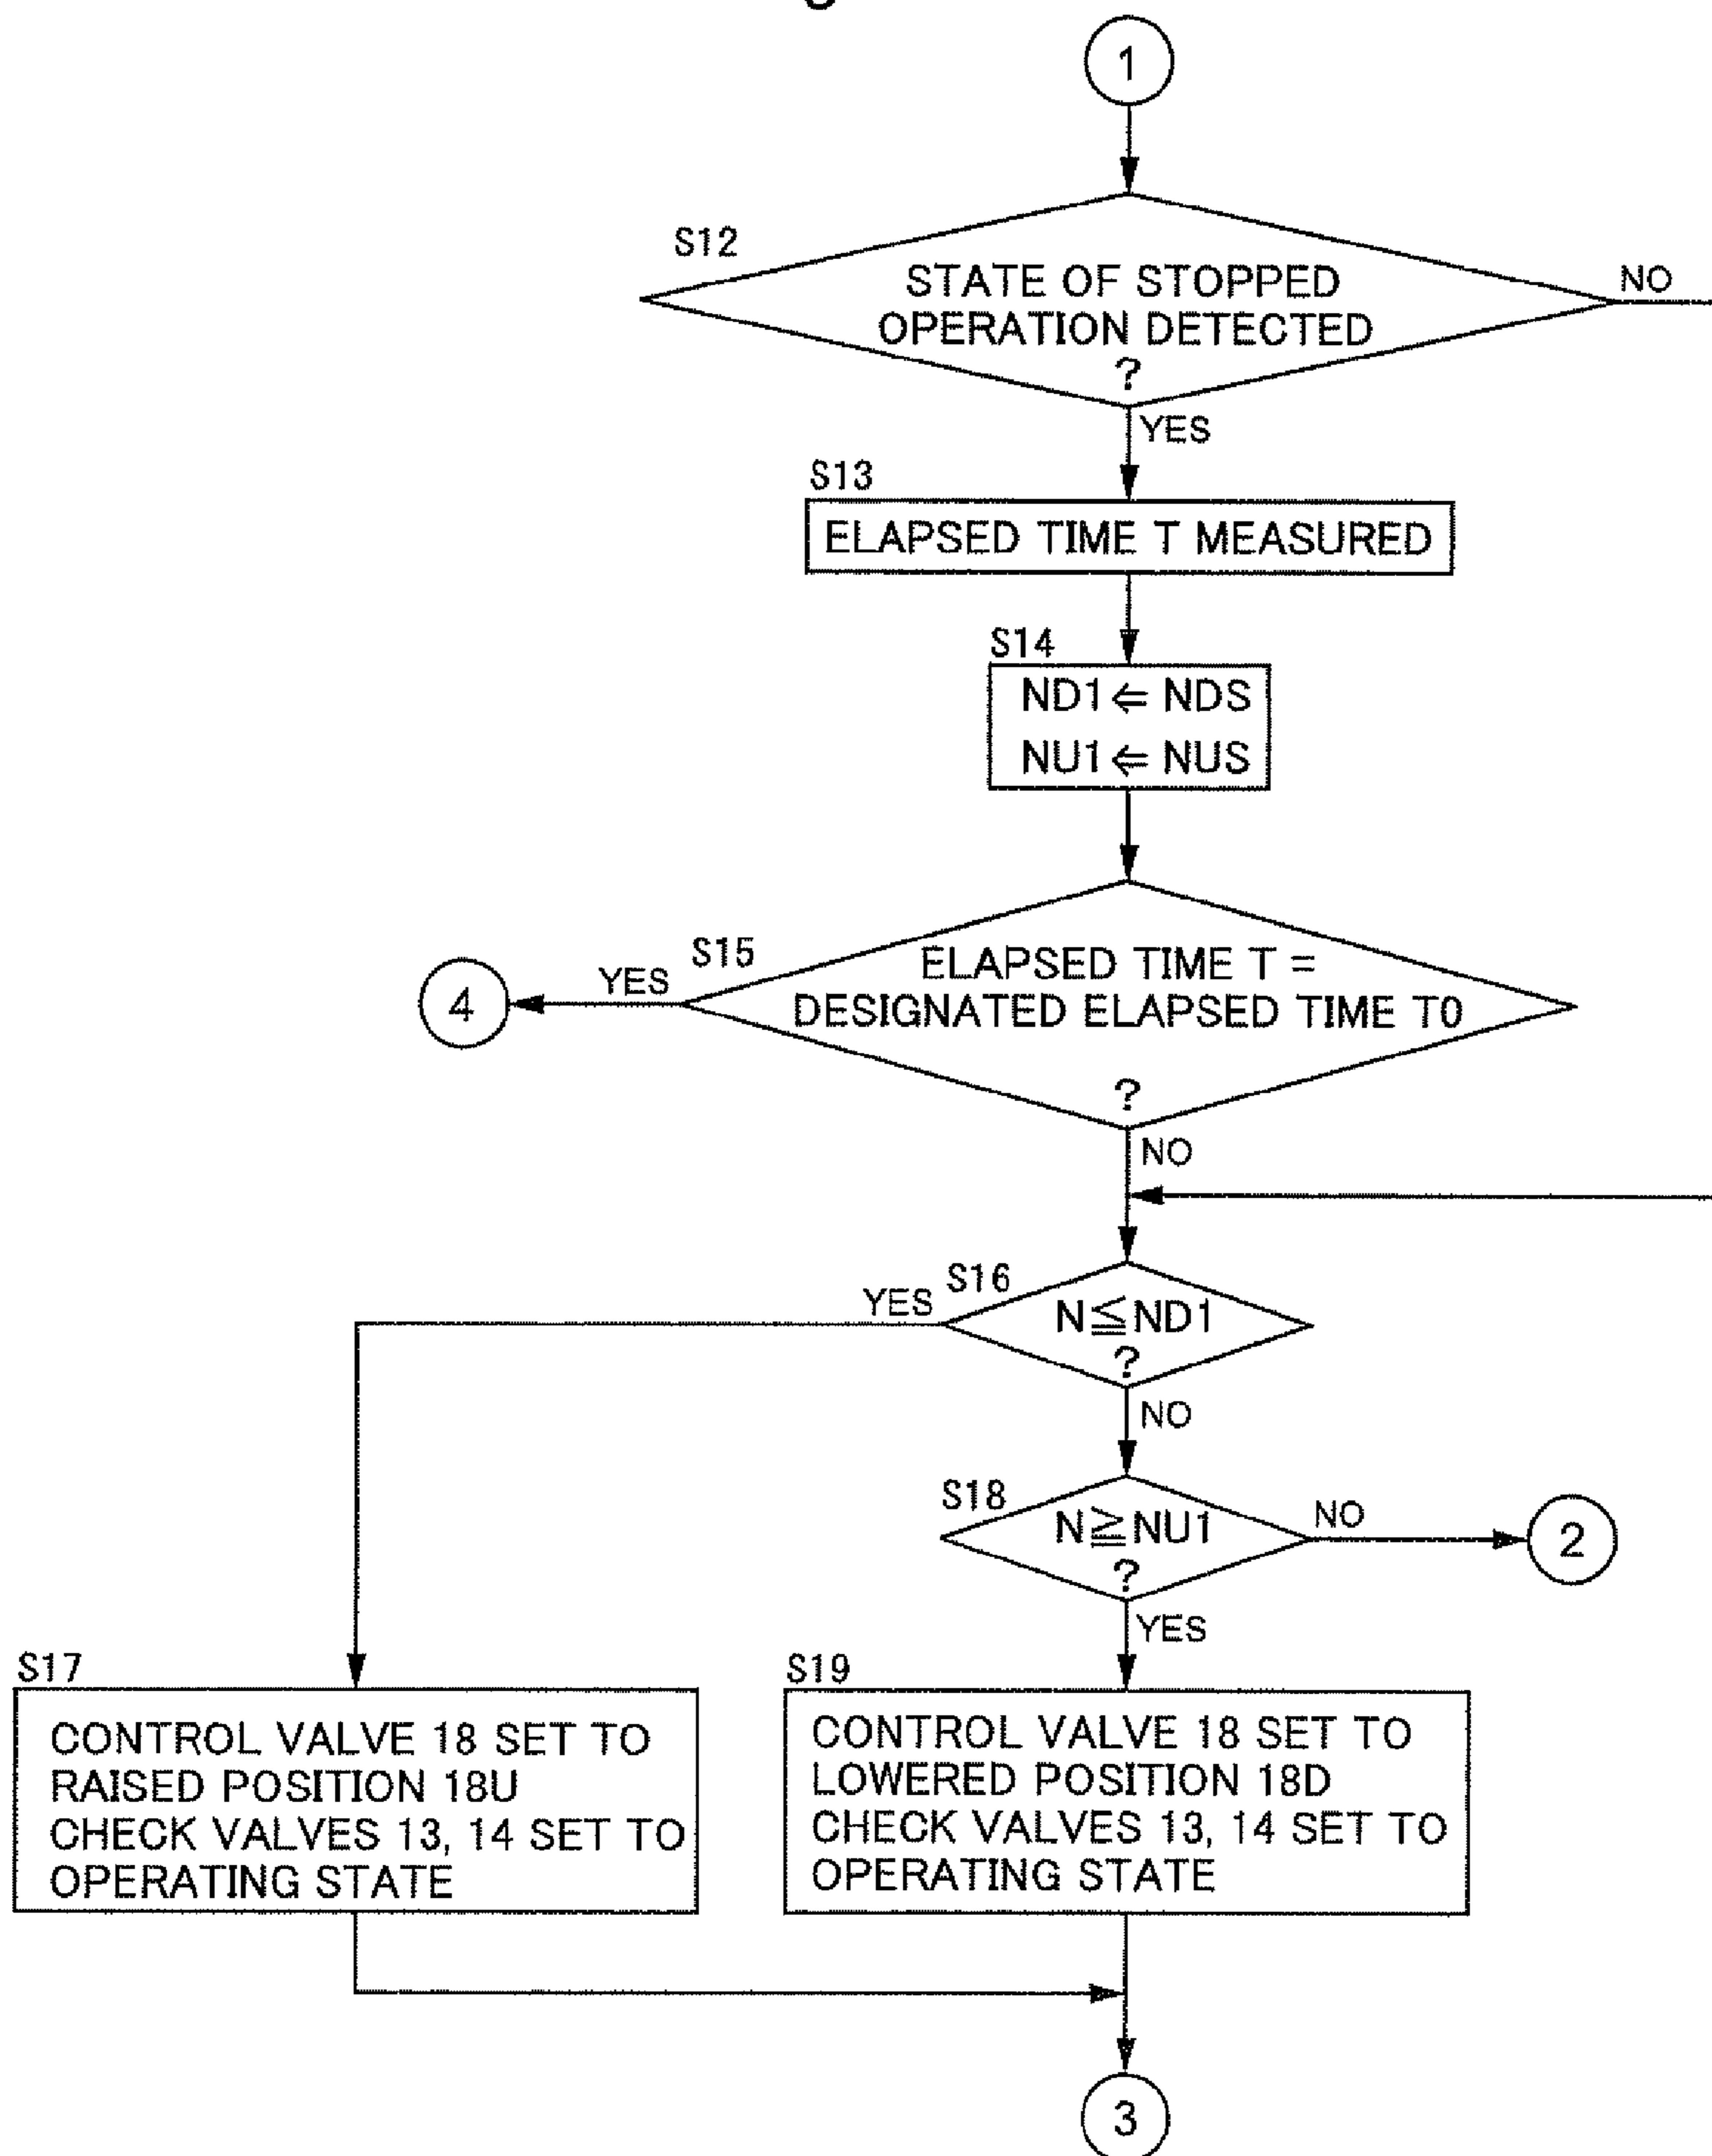 1
S12
STATE OF STOPPED
OPERATION DETECTED
?
NO
YES
S13
ELAPSED TIME T MEASURED
S14
ND1⇐NDS
NU1⇐NUS
S15
ELAPSED TIME T =
DESIGNATED ELAPSED TIME T0
?
YES
4
NO
S16
N≦ND1
?
YES
NO
S18
N≧NU1
?
NO
2
YES
S17
CONTROL VALVE 18 SET TO
RAISED POSITION 18U
CHECK VALVES 13, 14 SET TO
OPERATING STATE
S19
CONTROL VALVE 18 SET TO
LOWERED POSITION 18D
CHECK VALVES 13, 14 SET TO
OPERATING STATE
3